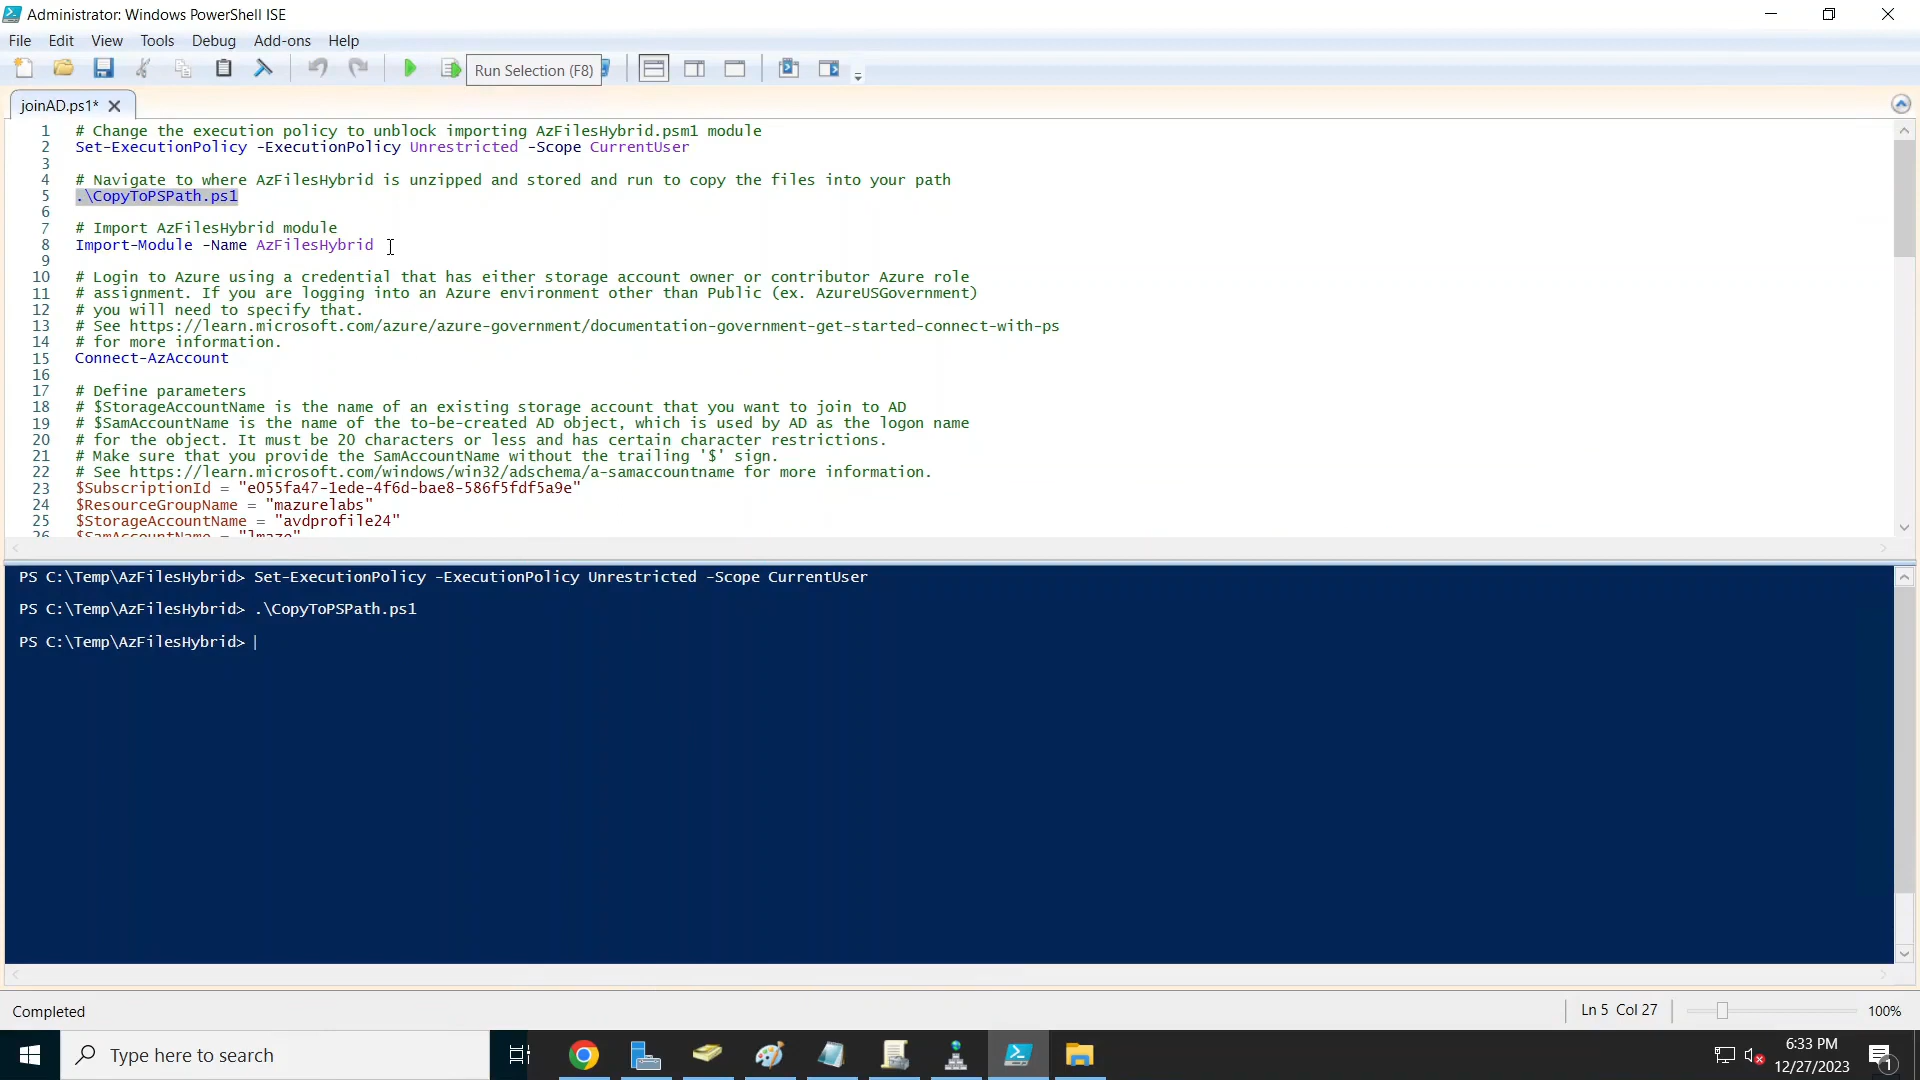 Administrator: Windows PowerShell ISE
File Edit View Tools Debug Add-ons Help
Run Selection (F8)
joinAD.ps1*
1 # Change the execution policy to unblock importing AzFilesHybrid.psm1 module
2 Set-ExecutionPolicy -ExecutionPolicy Unrestricted -Scope CurrentUser
3
4 # Navigate to where AzFilesHybrid is unzipped and stored and run to copy the files into your path
5 .\CopyToPSPath.ps1
6
7 # Import AzFilesHybrid module
8 Import-Module -Name AzFilesHybrid
9
10 # Login to Azure using a credential that has either storage account owner or contributor Azure role
11 # assignment. If you are logging into an Azure environment other than Public (ex. AzureUSGovernment)
12 # you will need to specify that.
13 # See https://learn.microsoft.com/azure/azure-government/documentation-government-get-started-connect-with-ps
14 # for more information.
15 Connect-AzAccount
16
17 # Define parameters
18 # $StorageAccountName is the name of an existing storage account that you want to join to AD
19 # $SamAccountName is the name of the to-be-created AD object, which is used by AD as the logon name
20 # for the object. It must be 20 characters or less and has certain character restrictions.
21 # Make sure that you provide the SamAccountName without the trailing '$' sign.
22 # See https://learn.microsoft.com/windows/win32/adschema/a-samaccountname for more information.
23 $SubscriptionId = "e055fa47-1ede-4f6d-bae8-586f5fdf5a9e"
24 $ResourceGroupName = "mazurelabs"
25 $StorageAccountName = "avdprofile24"
26 $SamAccountName =
PS C:\Temp\AzFilesHybrid> Set-ExecutionPolicy -ExecutionPolicy Unrestricted -Scope CurrentUser
PS C:\Temp\AzFilesHybrid> .\CopyToPSPath.ps1
PS C:\Temp\AzFilesHybrid>
Completed
Ln 5 Col 27
100%
Type here to search
6:33 PM
12/27/2023
1